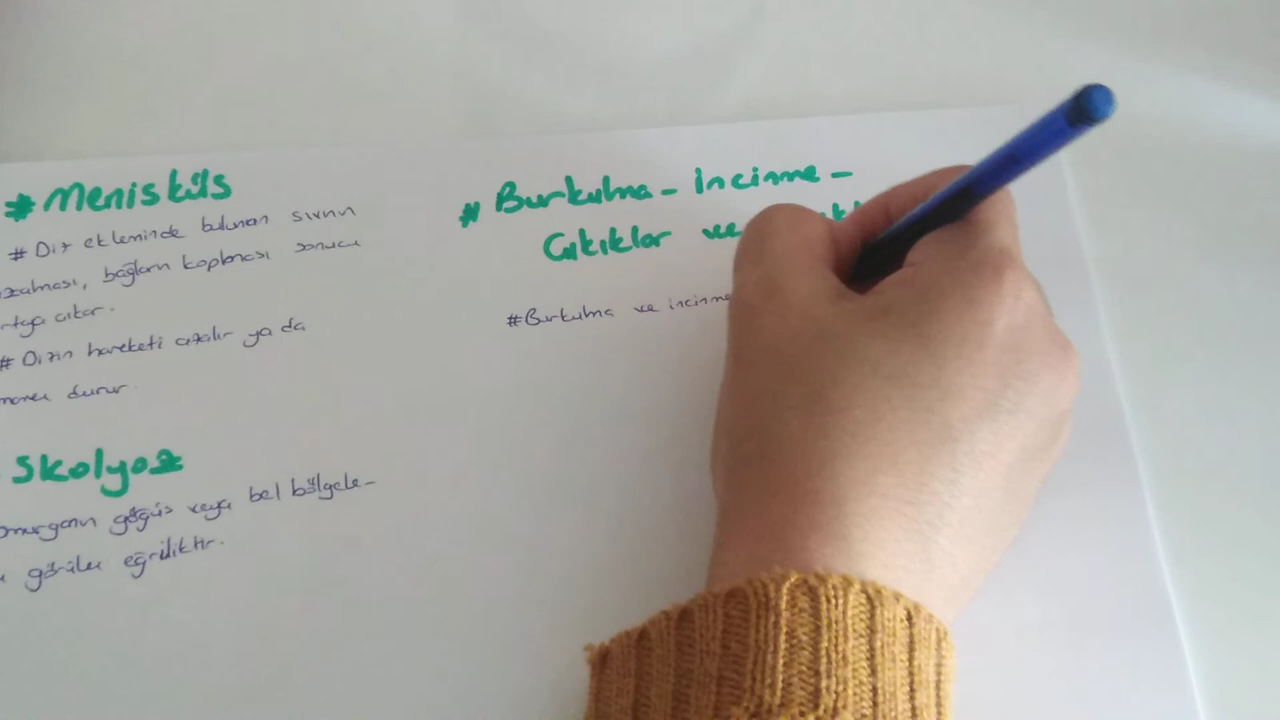 #Menisküs
# Diz ekleminde bulunan sıvının
azalması, bağların kopması sonucu
ortaya çıkar.
# Dizin hareketi azalır ya da
durur.
Skolyoz
göğüs veya bel bölgele-
görülen eğriliktir.
# Burkulma - İncinme -
Çıkıklar ve
#Burkulma ve incinme